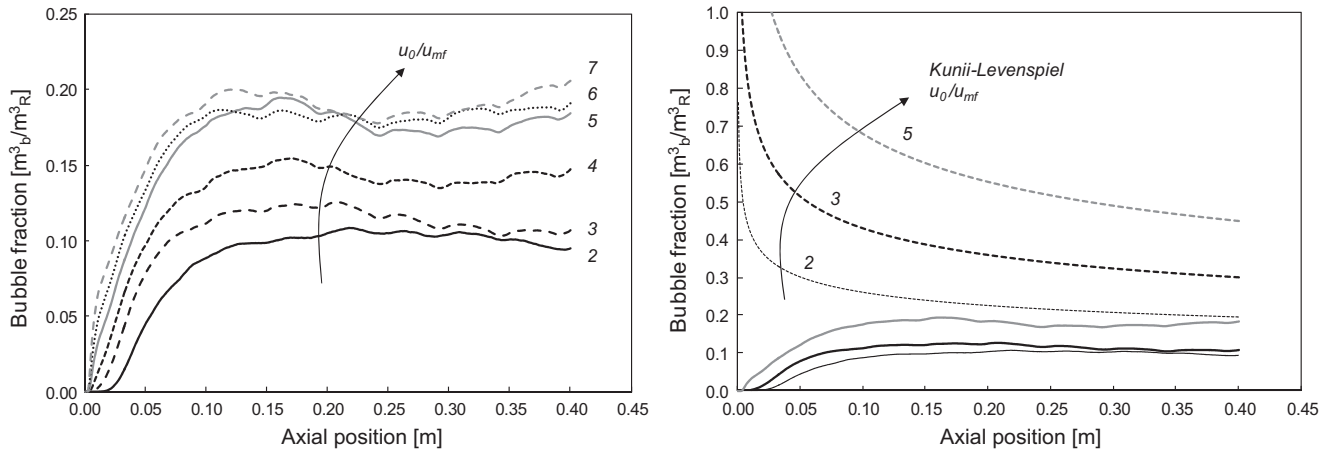 Bubble fraction [m³b/m³R]
0.25
0.20
0.15
0.10
0.05
0.00
u0/umf
7
6
5
4
3
2
0.00 0.05 0.10 0.15 0.20 0.25 0.30 0.35 0.40 0.45
Axial position [m]
Bubble fraction [m³b/m³R]
1.0
0.9
0.8
0.7
0.6
0.5
0.4
0.3
0.2
0.1
0.0
Kunii-Levenspiel
u0/umf
5
3
2
0.00 0.05 0.10 0.15 0.20 0.25 0.30 0.35 0.40 0.45
Axial position [m]